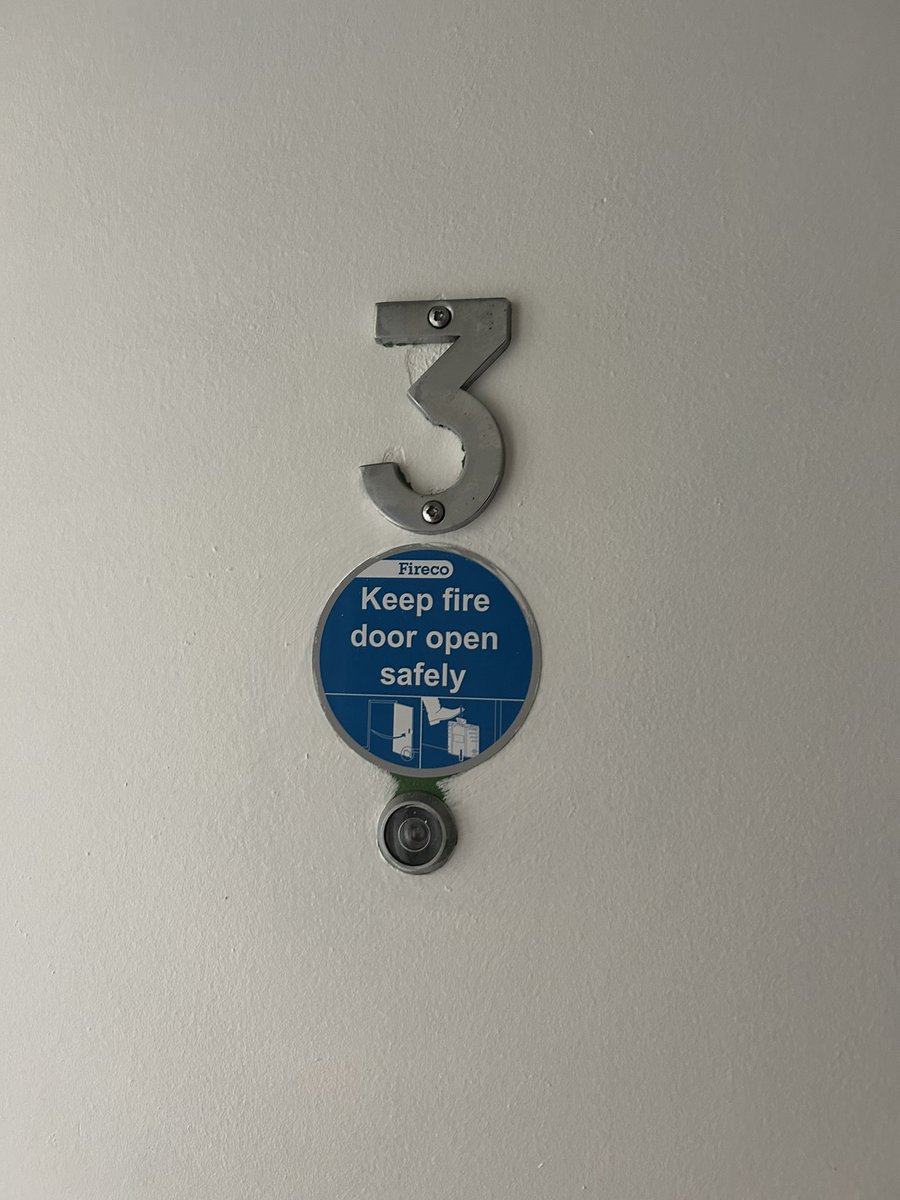 3
Fireco
Keep fire
door open
safely